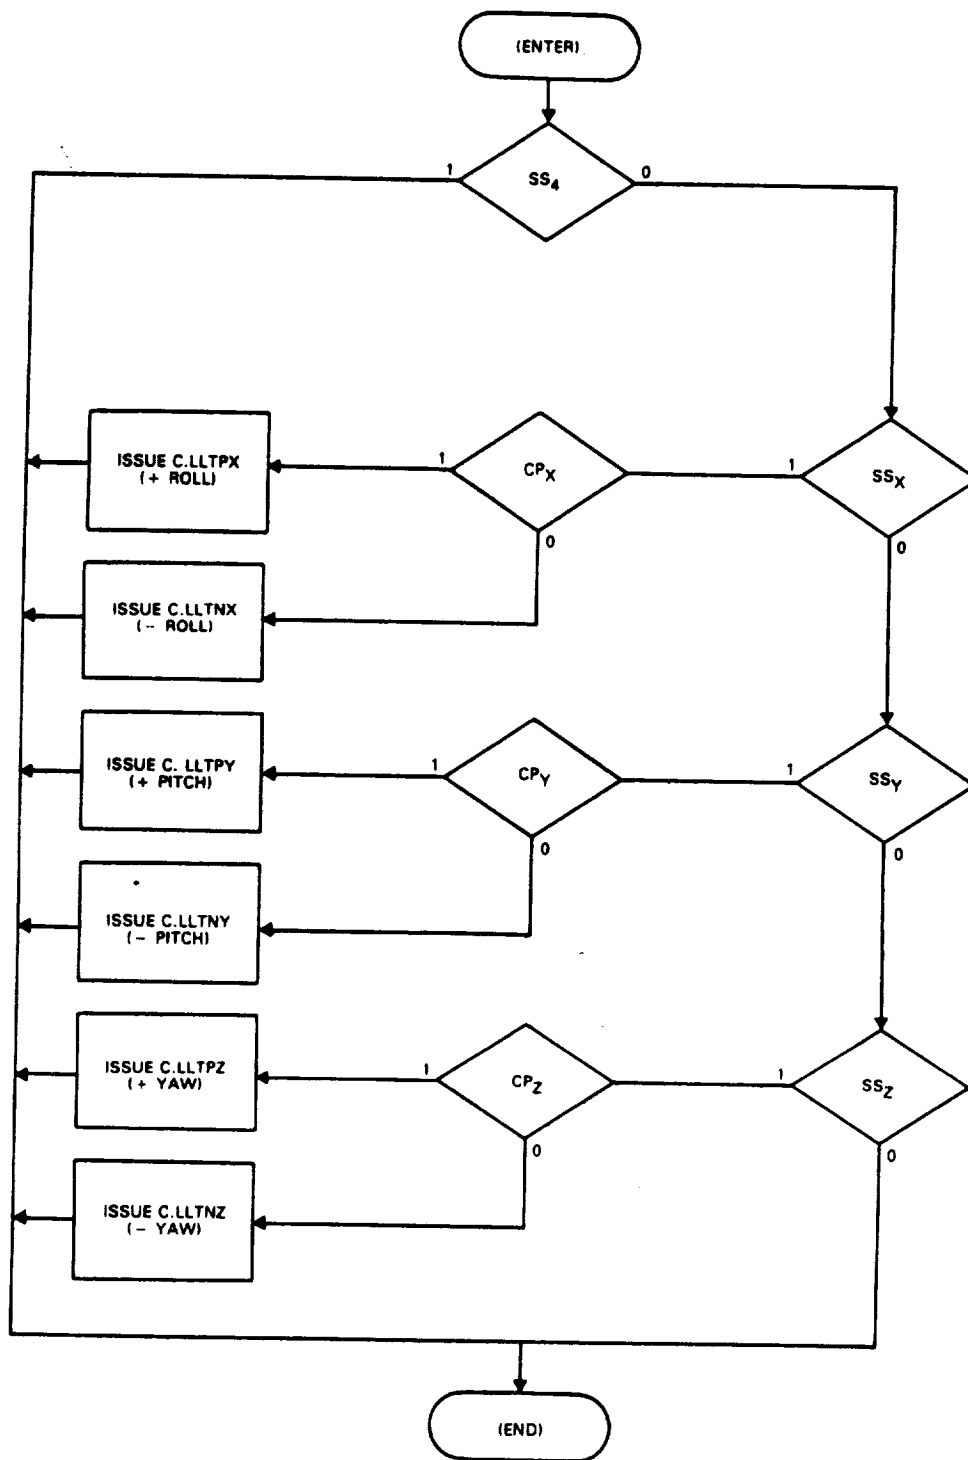 (ENTER)
1
SS4
0
ISSUE C.LLTPX
(+ ROLL)
1
CPX
0
1
SSX
0
ISSUE C.LLTNX
(- ROLL)
ISSUE C. LLTPY
(+ PITCH)
1
CPY
0
1
SSY
0
ISSUE C.LLTNY
(- PITCH)
ISSUE C.LLTPZ
(+ YAW)
1
CPZ
0
1
SSZ
0
ISSUE C.LLTNZ
(- YAW)
(END)